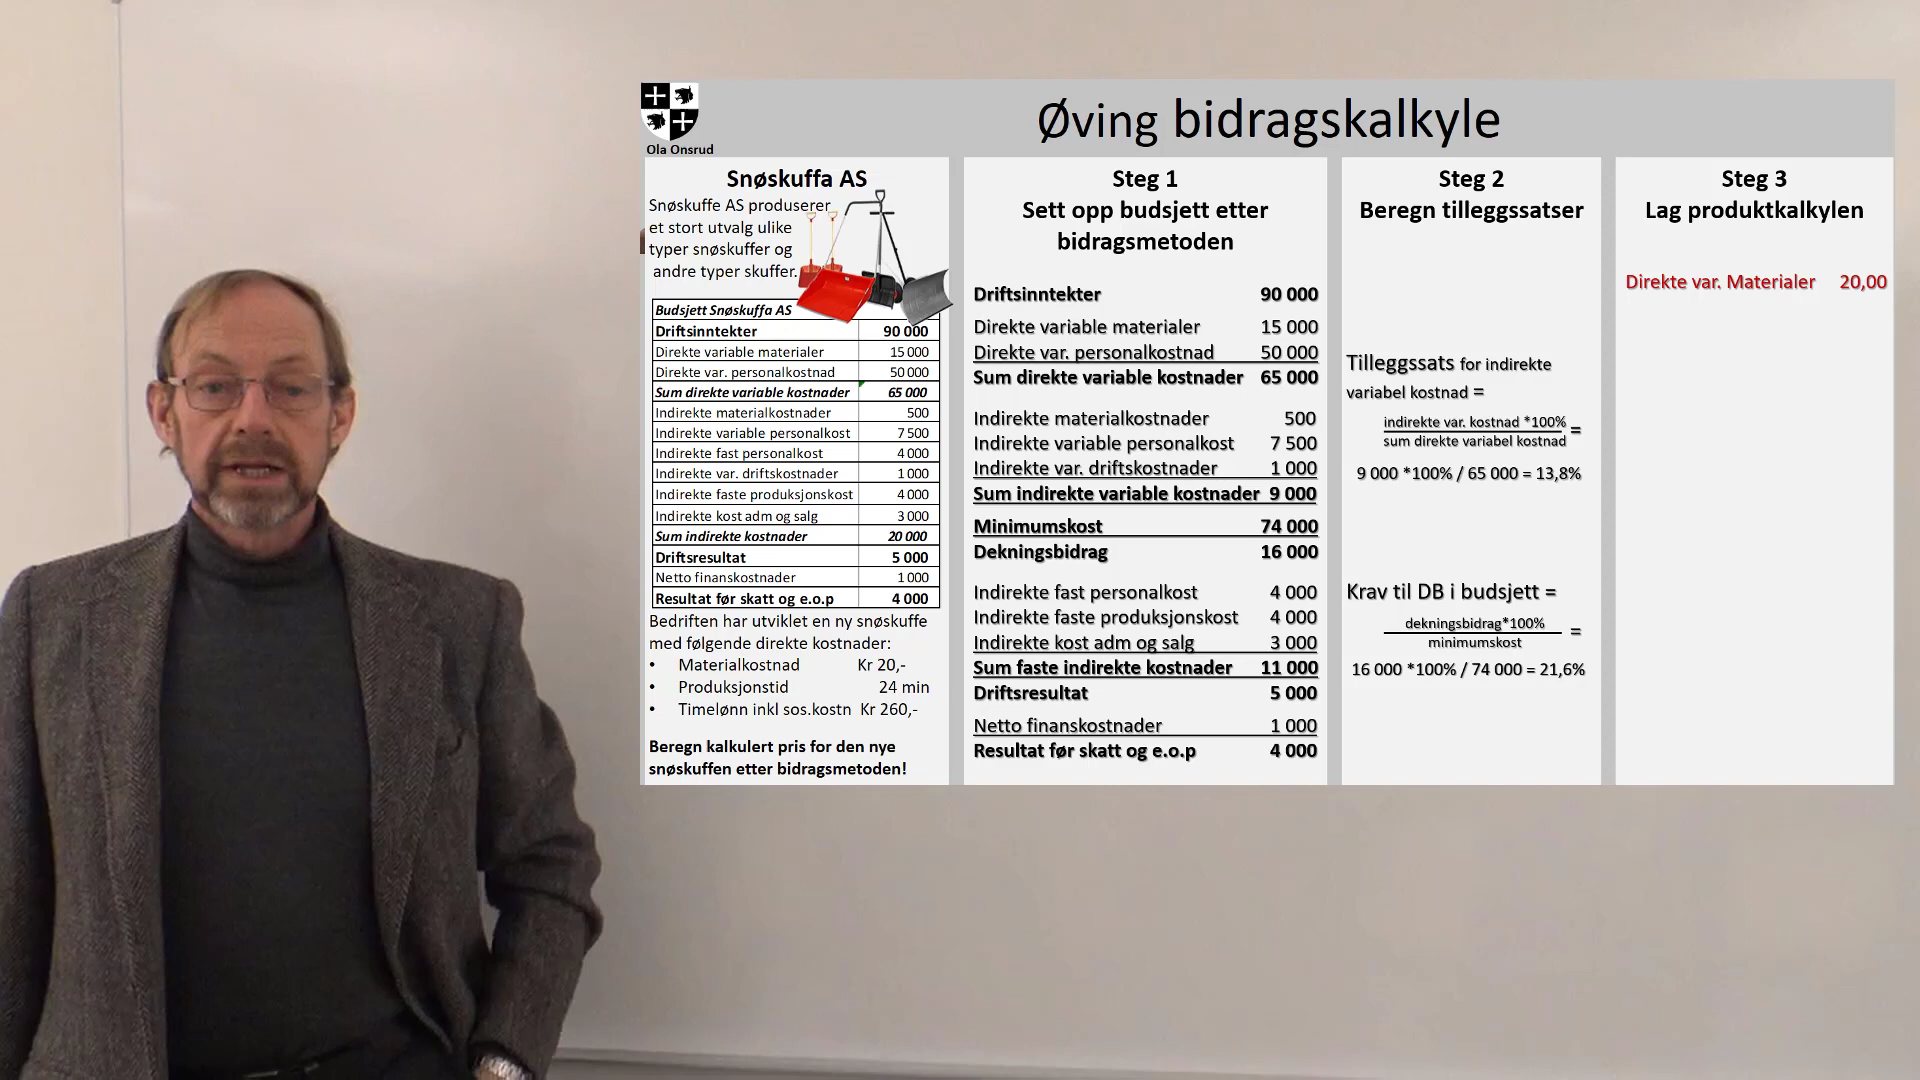 Øving bidragskalkyle
Ola Onsrud
Snøskuffa AS
Snøskuffe AS produserer
et stort utvalg ulike
typer snøskuffer og
andre typer skuffer.
Budsjett Snøskuffa AS
Driftsinntekter 90 000
Direkte variable materialer 15 000
Direkte var. personalkostnad 50 000
Sum direkte variable kostnader 65 000
Indirekte materialkostnader 500
Indirekte variable personalkost 7 500
Indirekte fast personalkost 4 000
Indirekte var. driftskostnader 1 000
Indirekte faste produksjonskost 4 000
Indirekte kost adm og salg 3 000
Sum indirekte kostnader 20 000
Driftsresultat 5 000
Netto finanskostnader 1 000
Resultat før skatt og e.o.p 4 000
Bedriften har utviklet en ny snøskuffe
med følgende direkte kostnader:
• Materialkostnad Kr 20,-
• Produksjonstid 24 min
• Timelønn inkl sos.kostn Kr 260,-
Beregn kalkulert pris for den nye
snøskuffen etter bidragsmetoden!
Steg 1
Sett opp budsjett etter
bidragsmetoden
Driftsinntekter 90 000
Direkte variable materialer 15 000
Direkte var. personalkostnad 50 000
Sum direkte variable kostnader 65 000
Indirekte materialkostnader 500
Indirekte variable personalkost 7 500
Indirekte var. driftskostnader 1 000
Sum indirekte variable kostnader 9 000
Minimumskost 74 000
Dekningsbidrag 16 000
Indirekte fast personalkost 4 000
Indirekte faste produksjonskost 4 000
Indirekte kost adm og salg 3 000
Sum faste indirekte kostnader 11 000
Driftsresultat 5 000
Netto finanskostnader 1 000
Resultat før skatt og e.o.p 4 000
Steg 2
Beregn tilleggssatser
Tilleggssats for indirekte
variabel kostnad =
indirekte var. kostnad *100% =
sum direkte variabel kostnad
9 000 *100% / 65 000 = 13,8%
Krav til DB i budsjett =
dekningsbidrag*100% =
minimumskost
16 000 *100% / 74 000 = 21,6%
Steg 3
Lag produktkalkylen
Direkte var. Materialer 20,00